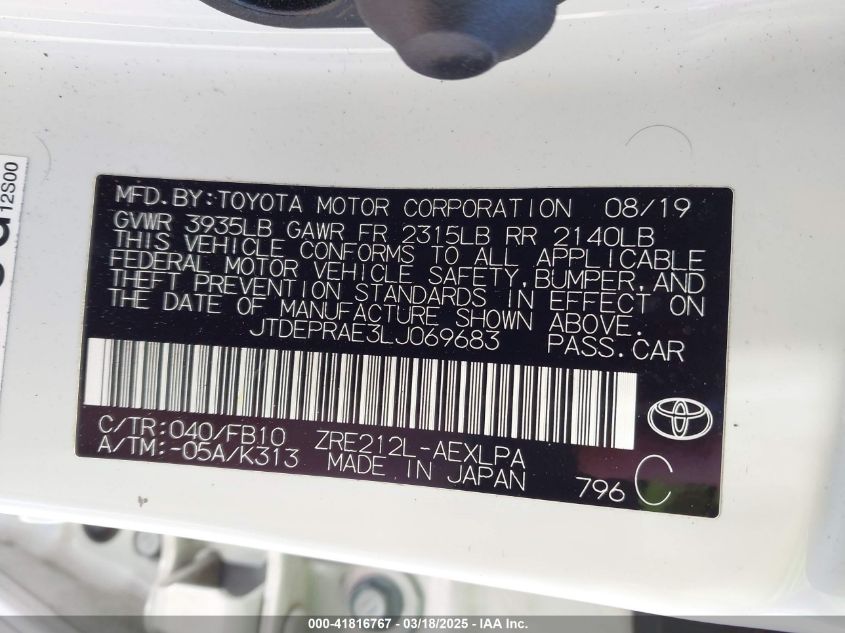 MFD.BY:TOYOTA MOTOR CORPORATION 08/19
GVWR 3935LB GAWR FR 2315LB RR 2140LB
THIS VEHICLE CONFORMS TO ALL APPLICABLE
FEDERAL MOTOR VEHICLE SAFETY,BUMPER,AND
THEFT PREVENTION STANDARDS IN EFFECT ON
THE DATE OF MANUFACTURE SHOWN ABOVE.
JTDEPRAE3LJ069683 PASS.CAR
C/TR:040/FB10 ZRE212L-AEXLPA
A/TM:-05A/K313 MADE IN JAPAN 796 C
12S00
000-41816767 / 03/18/2025 - IAA Inc.